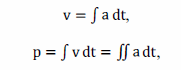 v = ∫ a dt,
p = ∫ v dt = ∬ a dt,